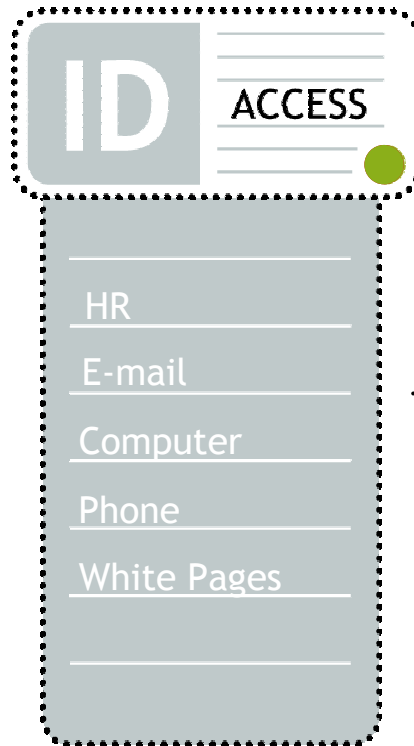 ID
ACCESS
HR
E-mail
Computer
Phone
White Pages